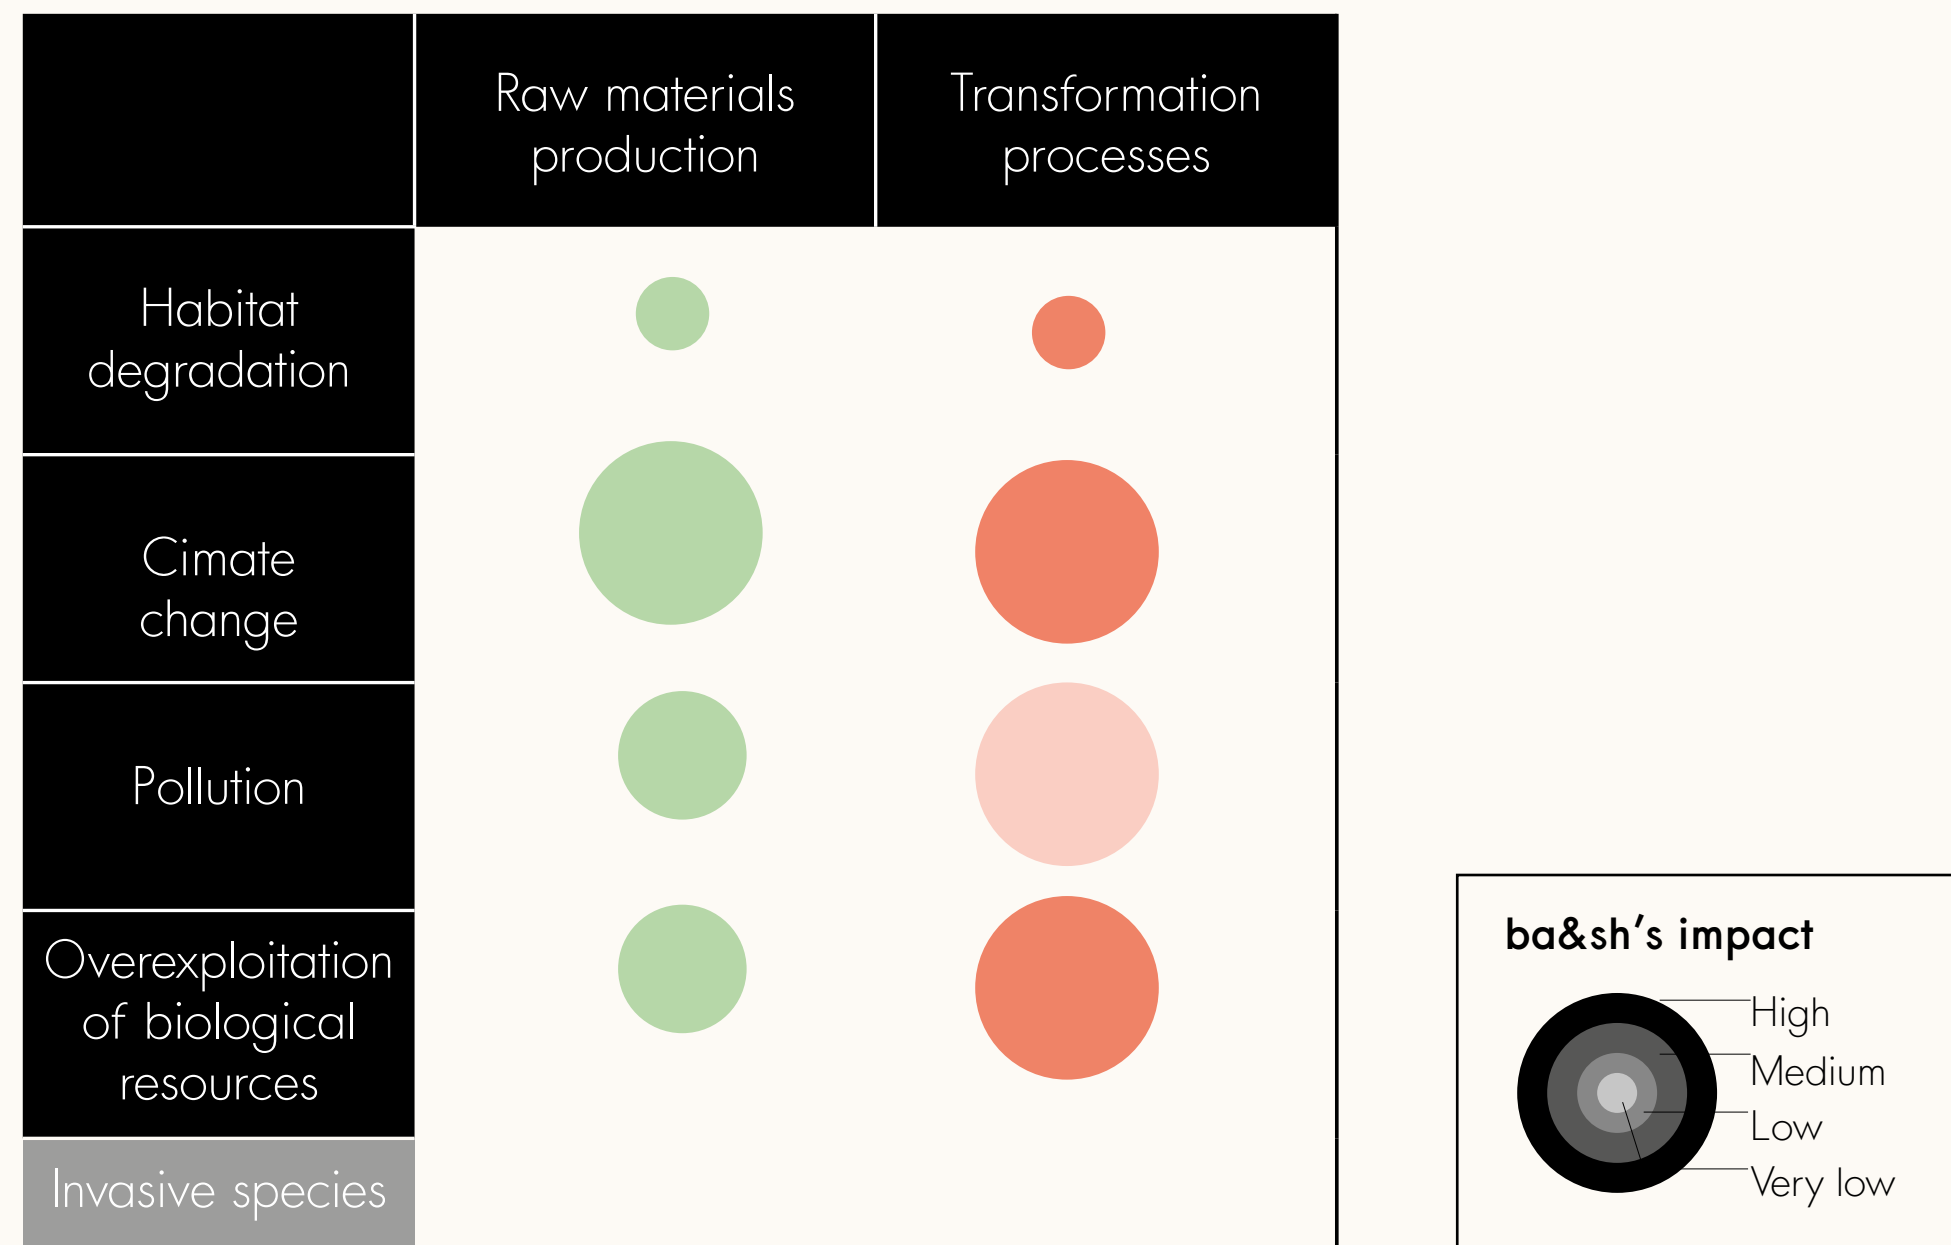 Raw materials
production
Transformation
processes
Habitat
degradation
Cimate
change
Pollution
Overexploitation
of biological
resources
Invasive species
ba&sh's impact
High
Medium
Low
Very low